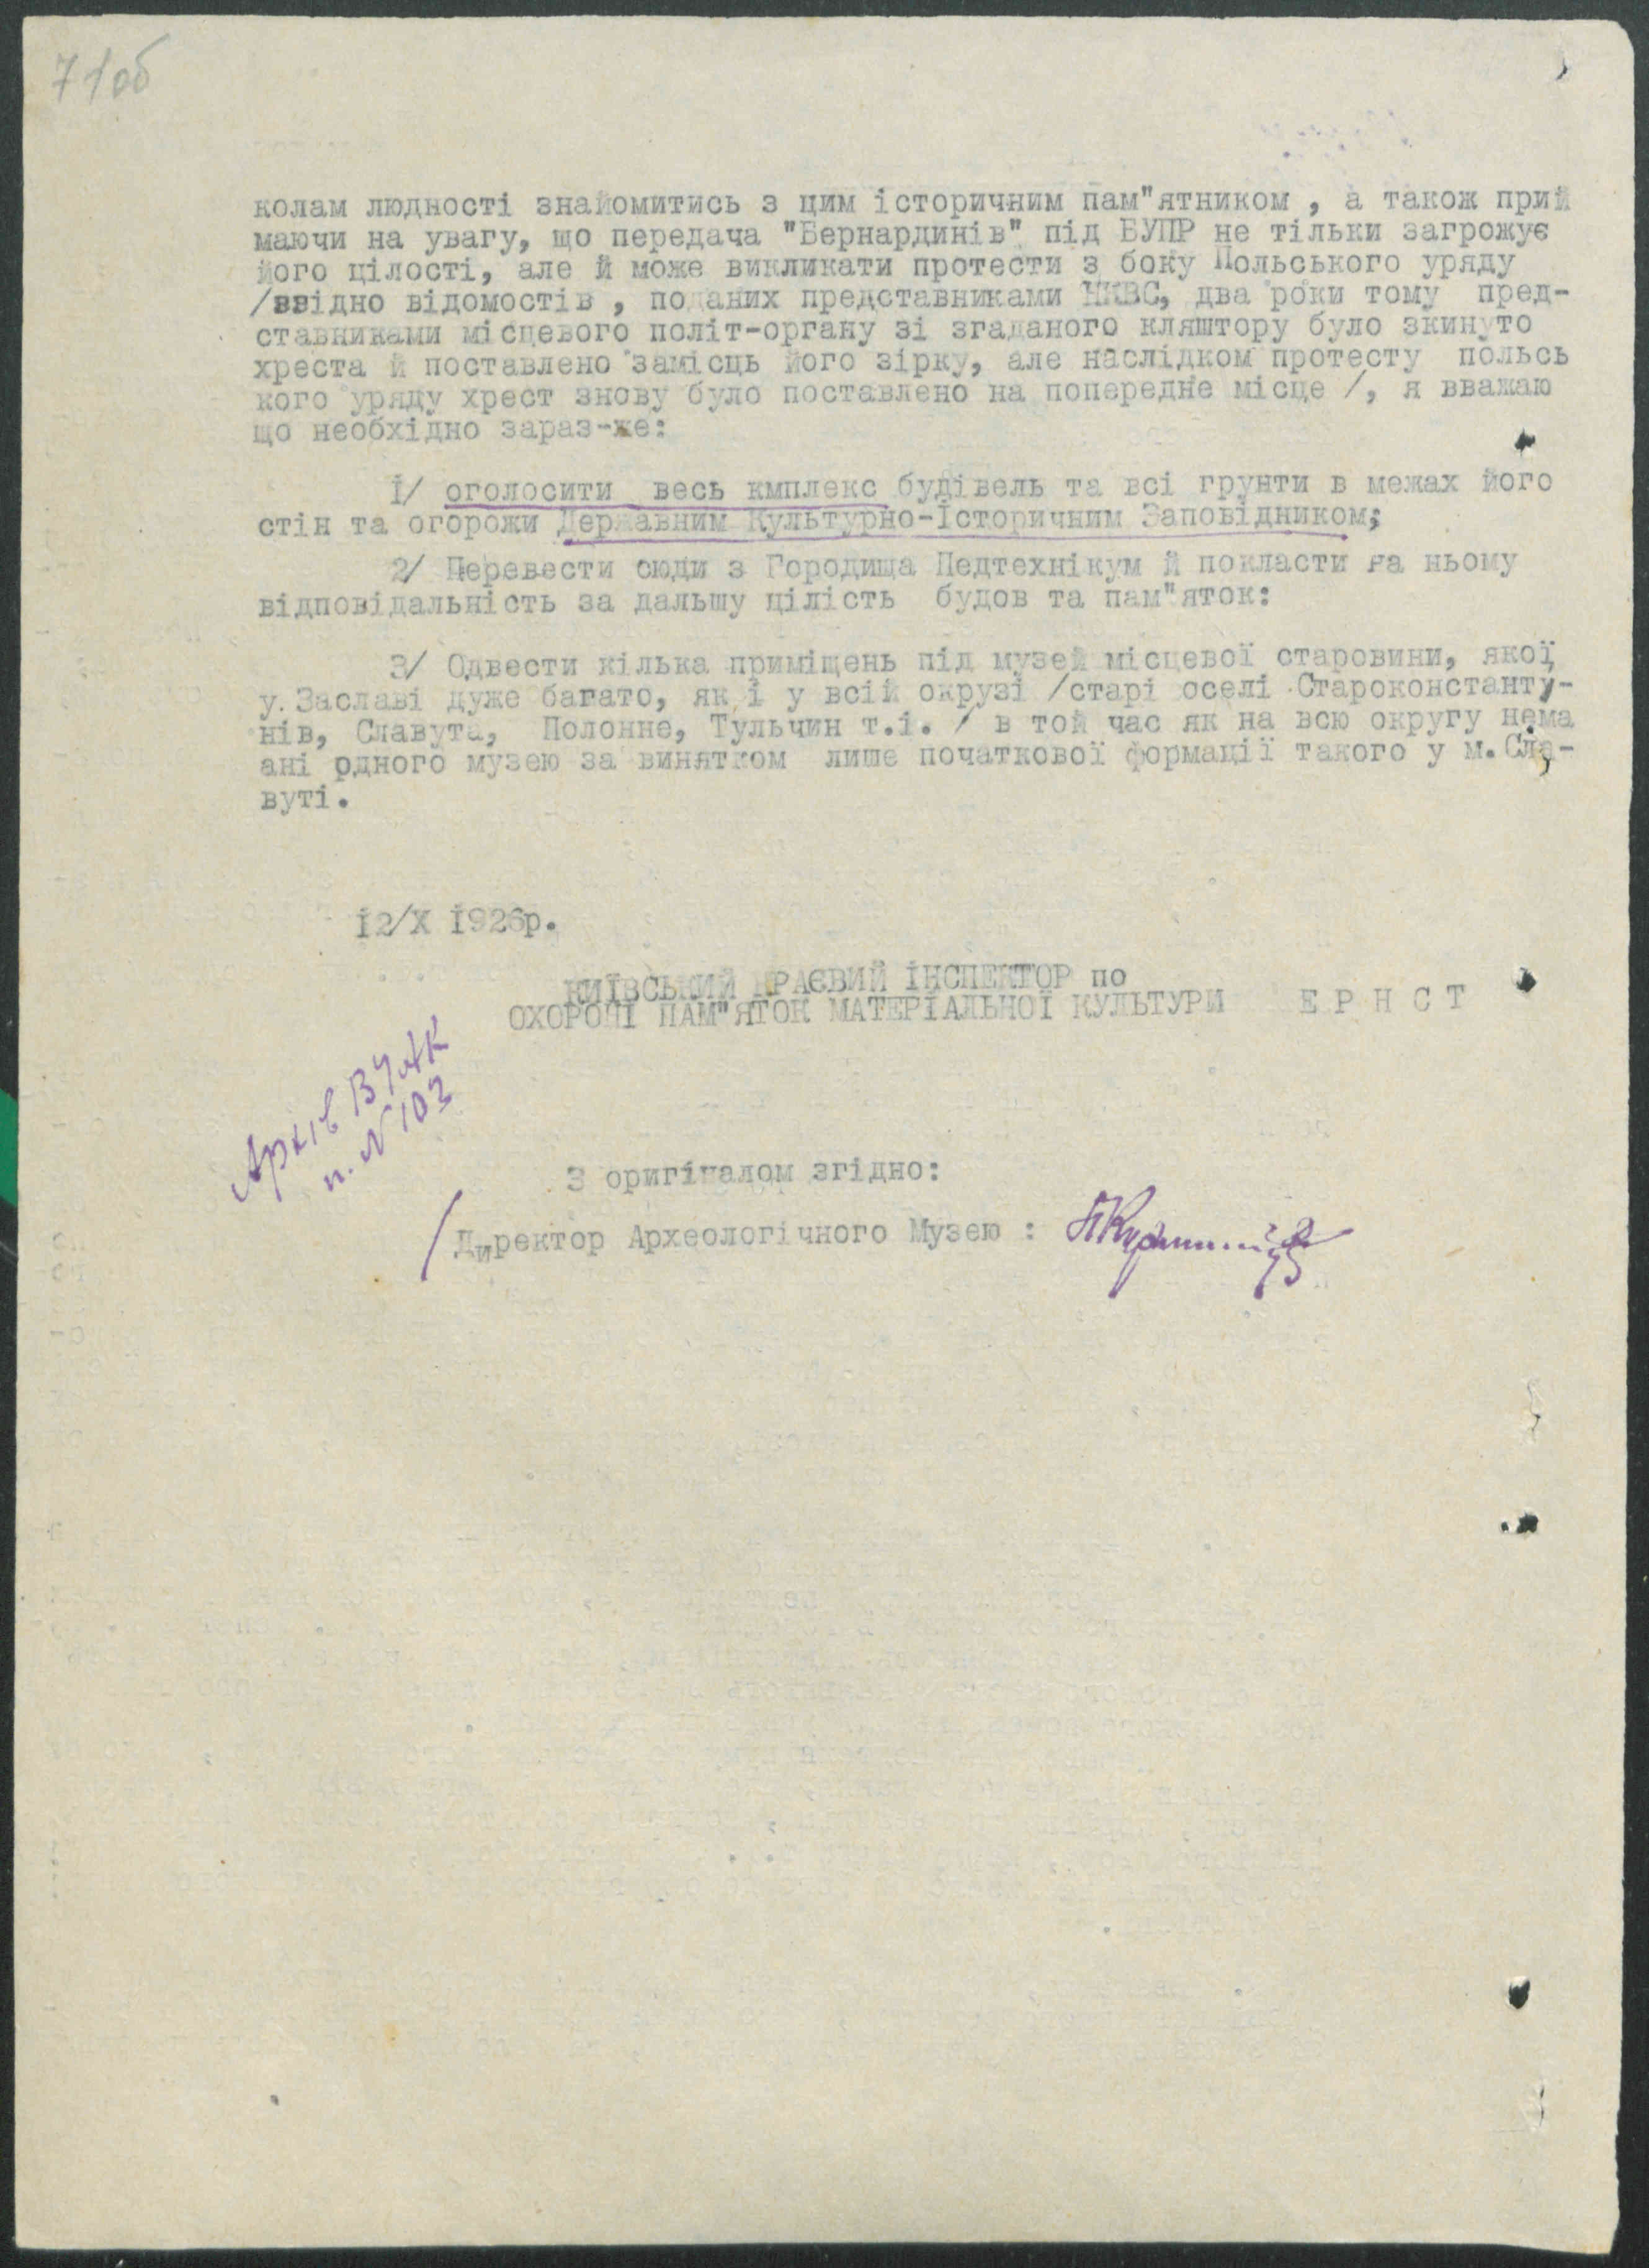 71об
колам людності знайомитись з цим історичним пам"ятником , а також прий
маючи на увагу, що передача "Бернардинів" під БУПР не тільки загрожує
його цілості, але й може викликати протести з боку Польського уряду
/ввідно відомостів , поданих представниками НКВС, два роки тому пред-
ставниками місцевого політ-органу зі згаданого кляштору було зкинуто
хреста й поставлено замісць його зірку, але наслідком протесту польсь
кого уряду хрест знову було поставлено на попереднє місце /, я вважаю
що необхідно зараз-же:
І/ оголосити весь кмплекс будівель та всі грунти в межах його
стін та огорожи Державним Культурно-Історичним Заповідником;
2/ Перевести сюди з Городища Педтехнікум й покласти на ньому
відповідальність за дальшу цілість будов та пам"яток:
3/ Одвести кілька приміщень під музей місцевої старовини, якої,
у.Заславі дуже багато, як і у всій окрузі /старі оселі Староконстанту-
нів, Славута, Полонне, Тульчин т.і. / в той час як на всю округу нема
ані одного музею за винятком лише початкової формації такого у м.Сла-
вуті.
І2/Х І926р.
КИЇВСЬКИЙ КРАЄВИЙ ІНСПЕКТОР по
ОХОРОНІ ПАМ"ЯТОК МАТЕРІАЛЬНОЇ КУЛЬТУРИ Е Р Н С Т
Архів ВУАК
п. № 103
З оригіналом згідно:
/Директор Археологічного Музею :